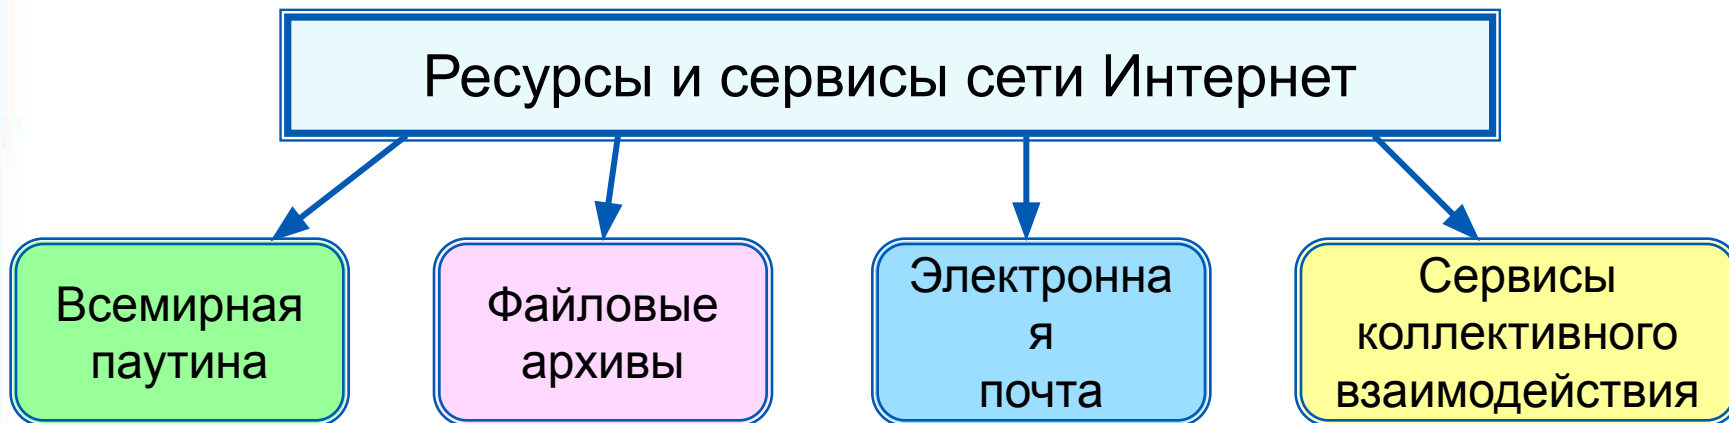 Ресурсы и сервисы сети Интернет
Всемирная
паутина
Файловые
архивы
Электронна
я
почта
Сервисы
коллективного
взаимодействия